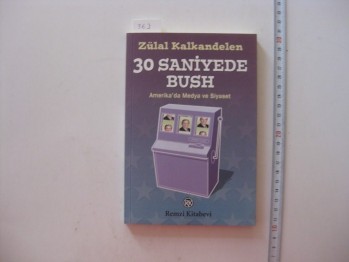 Zülal Kalkandelen
30 SANİYEDE
BUSH
Amerika'da Medya ve Siyaset
Remzi Kitabevi